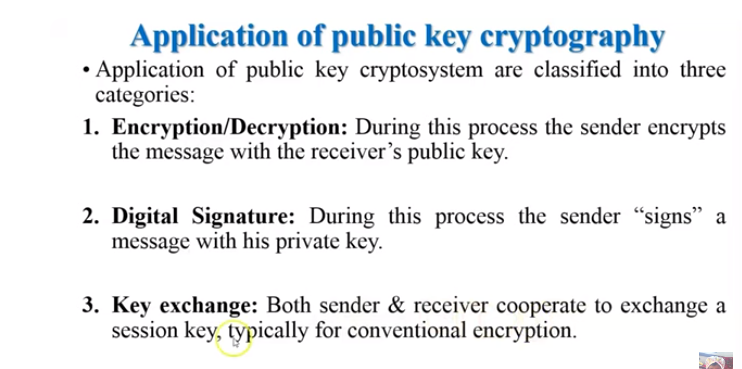 Application of public key cryptography
• Application of public key cryptosystem are classified into three
categories:
1. Encryption/Decryption: During this process the sender encrypts
the message with the receiver’s public key.
2. Digital Signature: During this process the sender “signs” a
message with his private key.
3. Key exchange: Both sender & receiver cooperate to exchange a
session key, typically for conventional encryption.